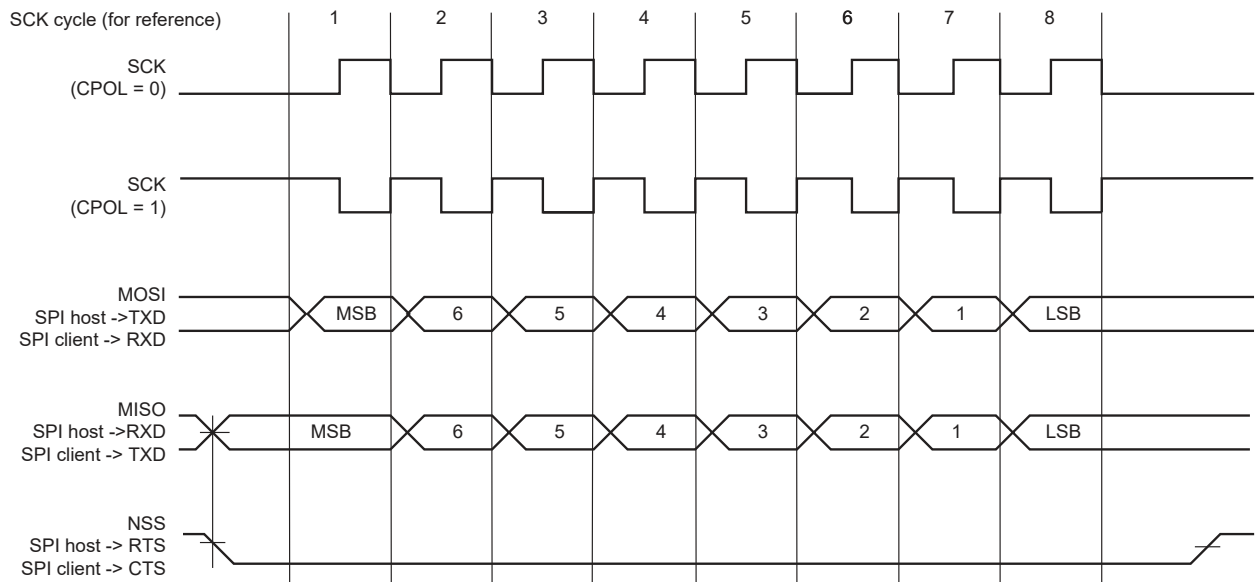 SCK cycle (for reference) 1 2 3 4 5 6 7 8
SCK
(CPOL = 0)
SCK
(CPOL = 1)
MOSI
SPI host ->TXD
SPI client -> RXD
MSB 6 5 4 3 2 1 LSB
MISO
SPI host ->RXD
SPI client -> TXD
MSB 6 5 4 3 2 1 LSB
NSS
SPI host -> RTS
SPI client -> CTS